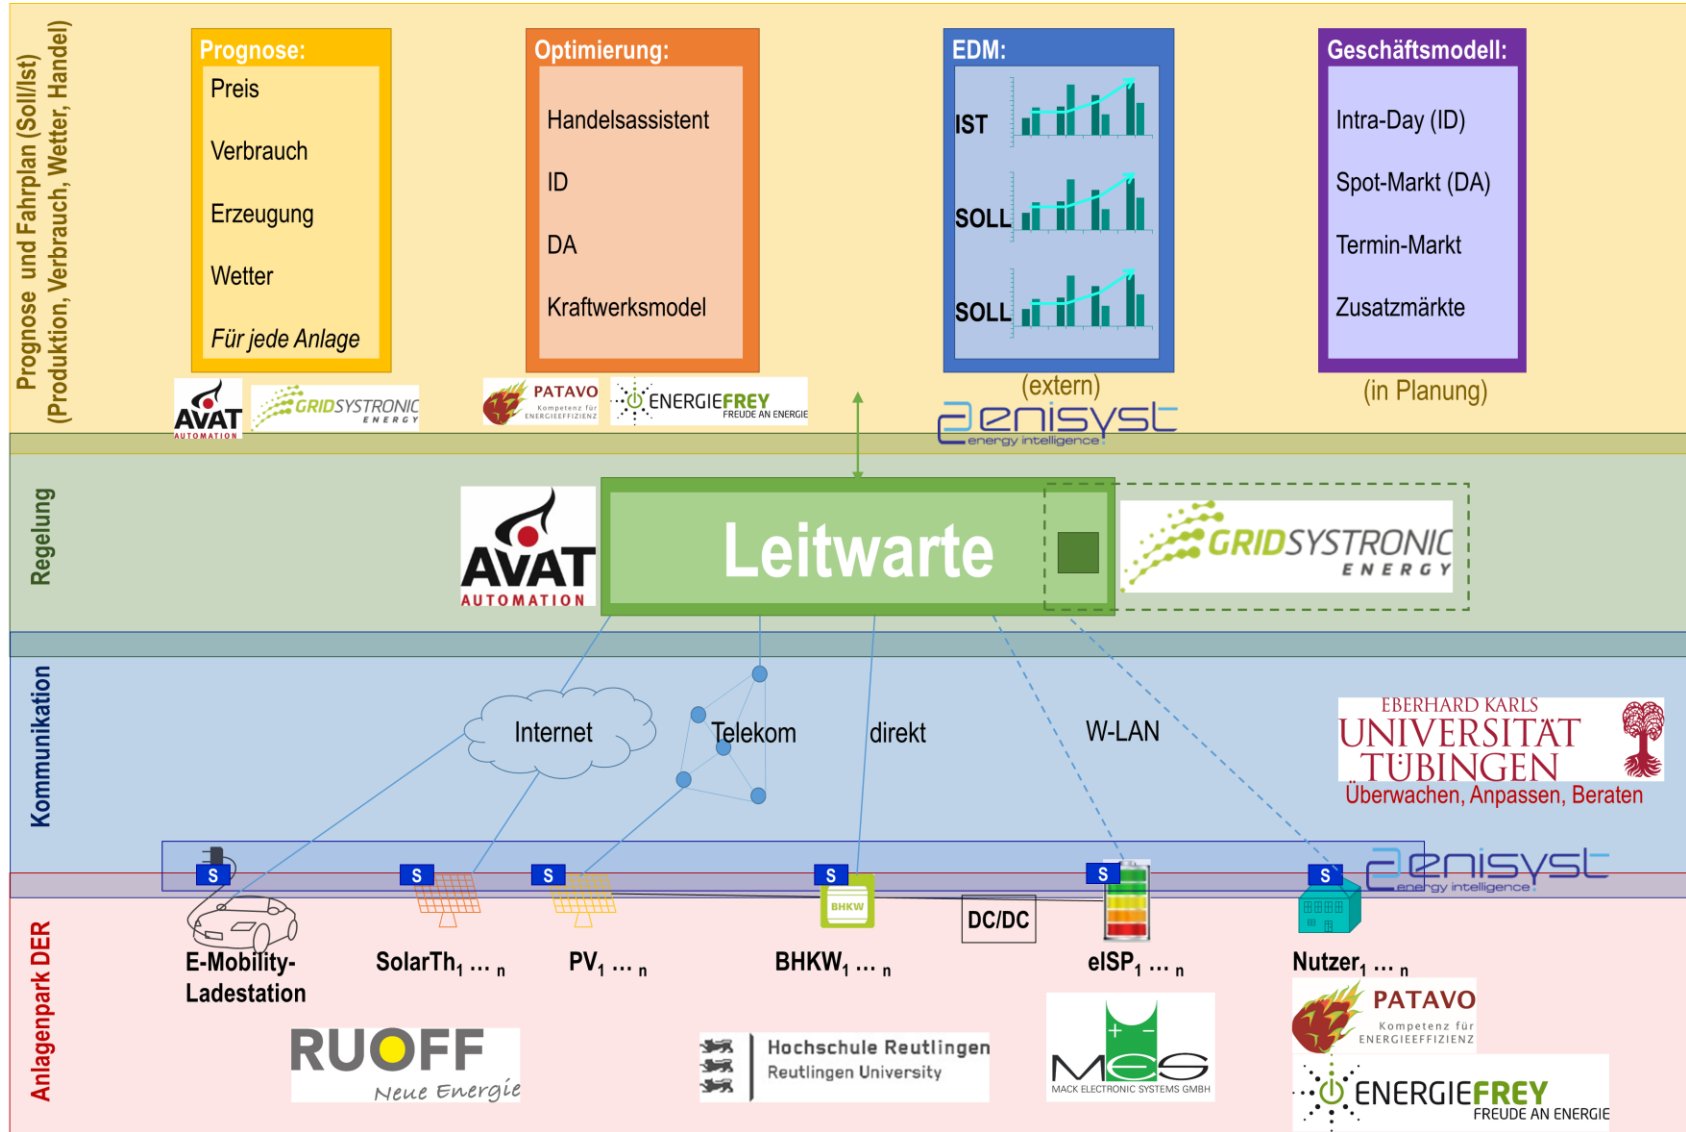 Prognose und Fahrplan (Soll/Ist)
(Produktion, Verbrauch, Wetter, Handel)
Prognose:
Preis
Verbrauch
Erzeugung
Wetter
Für jede Anlage
AVAT
AUTOMATION
GRIDSYSTRONIC
ENERGY
Optimierung:
Handelsassistent
ID
DA
Kraftwerksmodel
PATAVO
Kompetenz für
ENERGIEEFFIZIENZ
ENERGIEFREY
FREUDE AN ENERGIE
EDM:
IST
SOLL
SOLL
(extern)
enisyst
energy intelligence
Geschäftsmodell:
Intra-Day (ID)
Spot-Markt (DA)
Termin-Markt
Zusatzmärkte
(in Planung)
Regelung
AVAT
AUTOMATION
Leitwarte
GRIDSYSTRONIC
ENERGY
Kommunikation
Internet
Telekom
direkt
W-LAN
EBERHARD KARLS
UNIVERSITÄT
TÜBINGEN
Überwachen, Anpassen, Beraten
S
S
S
S
S
S
enisyst
energy intelligence
Anlagenpark DER
BHKW
DC/DC
E-Mobility-
Ladestation
SolarTh1 ... n
PV1 ... n
BHKW1 ... n
elSP1 ... n
Nutzer1 ... n
RUOFF
Neue Energie
Hochschule Reutlingen
Reutlingen University
+ −
MES
MACK ELECTRONIC SYSTEMS GMBH
PATAVO
Kompetenz für
ENERGIEEFFIZIENZ
ENERGIEFREY
FREUDE AN ENERGIE